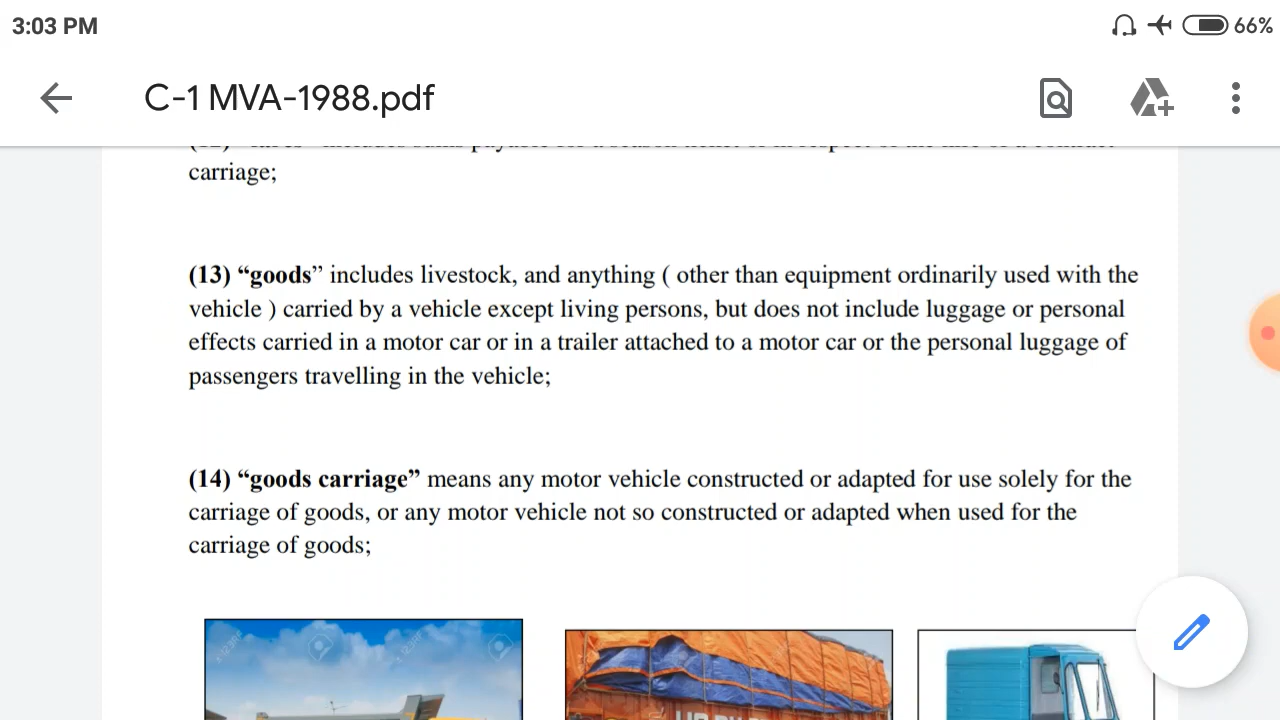 3:03 PM
66%
C-1 MVA-1988.pdf
carriage;
(13) “goods” includes livestock, and anything ( other than equipment ordinarily used with the
vehicle ) carried by a vehicle except living persons, but does not include luggage or personal
effects carried in a motor car or in a trailer attached to a motor car or the personal luggage of
passengers travelling in the vehicle;
(14) “goods carriage” means any motor vehicle constructed or adapted for use solely for the
carriage of goods, or any motor vehicle not so constructed or adapted when used for the
carriage of goods;